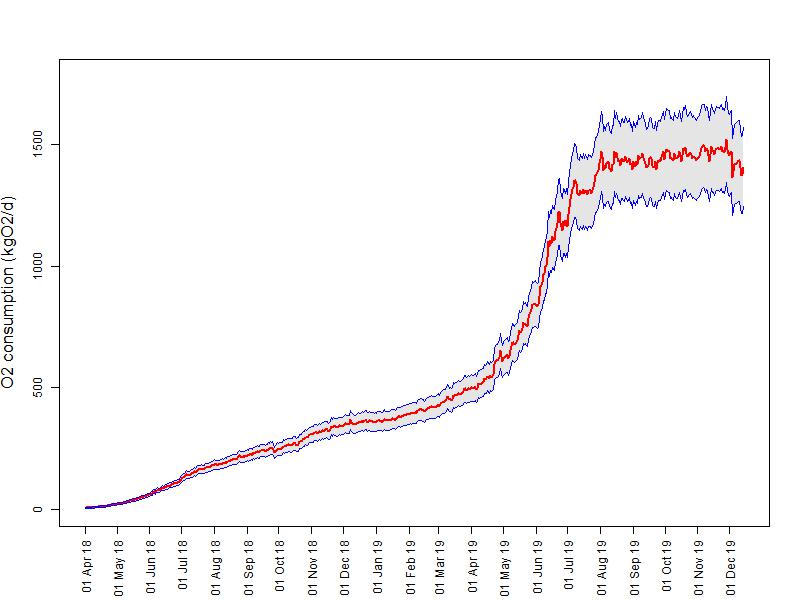 O2 consumption (kgO2/d)
1500
1000
500
0
01 Apr 18
01 May 18
01 Jun 18
01 Jul 18
01 Aug 18
01 Sep 18
01 Oct 18
01 Nov 18
01 Dec 18
01 Jan 19
01 Feb 19
01 Mar 19
01 Apr 19
01 May 19
01 Jun 19
01 Jul 19
01 Aug 19
01 Sep 19
01 Oct 19
01 Nov 19
01 Dec 19